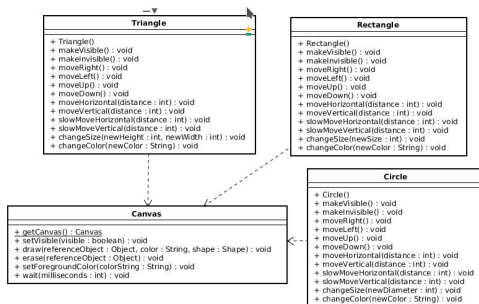 Triangle
+ Triangle()
+ makeVisible() : void
+ makeInvisible() : void
+ moveRight() : void
+ moveLeft() : void
+ moveUp() : void
+ moveDown() : void
+ moveHorizontal(distance : int) : void
+ moveVertical(distance : int) : void
+ slowMoveHorizontal(distance : int) : void
+ slowMoveVertical(distance : int) : void
+ changeSize(newHeight : int, newWidth : int) : void
+ changeColor(newColor : String) : void
Rectangle
+ Rectangle()
+ makeVisible() : void
+ makeInvisible() : void
+ moveRight() : void
+ moveLeft() : void
+ moveUp() : void
+ moveDown() : void
+ moveHorizontal(distance : int) : void
+ moveVertical(distance : int) : void
+ slowMoveHorizontal(distance : int) : void
+ slowMoveVertical(distance : int) : void
+ changeSize(newSize : int) : void
+ changeColor(newColor : String) : void
Canvas
+ getCanvas() : Canvas
+ setVisible(visible : boolean) : void
+ draw(referenceObject : Object, color : String, shape : Shape) : void
+ erase(referenceObject : Object) : void
+ setForegroundColor(colorString : String) : void
+ wait(milliseconds : int) : void
Circle
+ Circle()
+ makeVisible() : void
+ makeInvisible() : void
+ moveRight() : void
+ moveLeft() : void
+ moveUp() : void
+ moveDown() : void
+ moveHorizontal(distance : int) : void
+ moveVertical(distance : int) : void
+ slowMoveHorizontal(distance : int) : void
+ slowMoveVertical(distance : int) : void
+ changeSize(newDiameter : int) : void
+ changeColor(newColor : String) : void